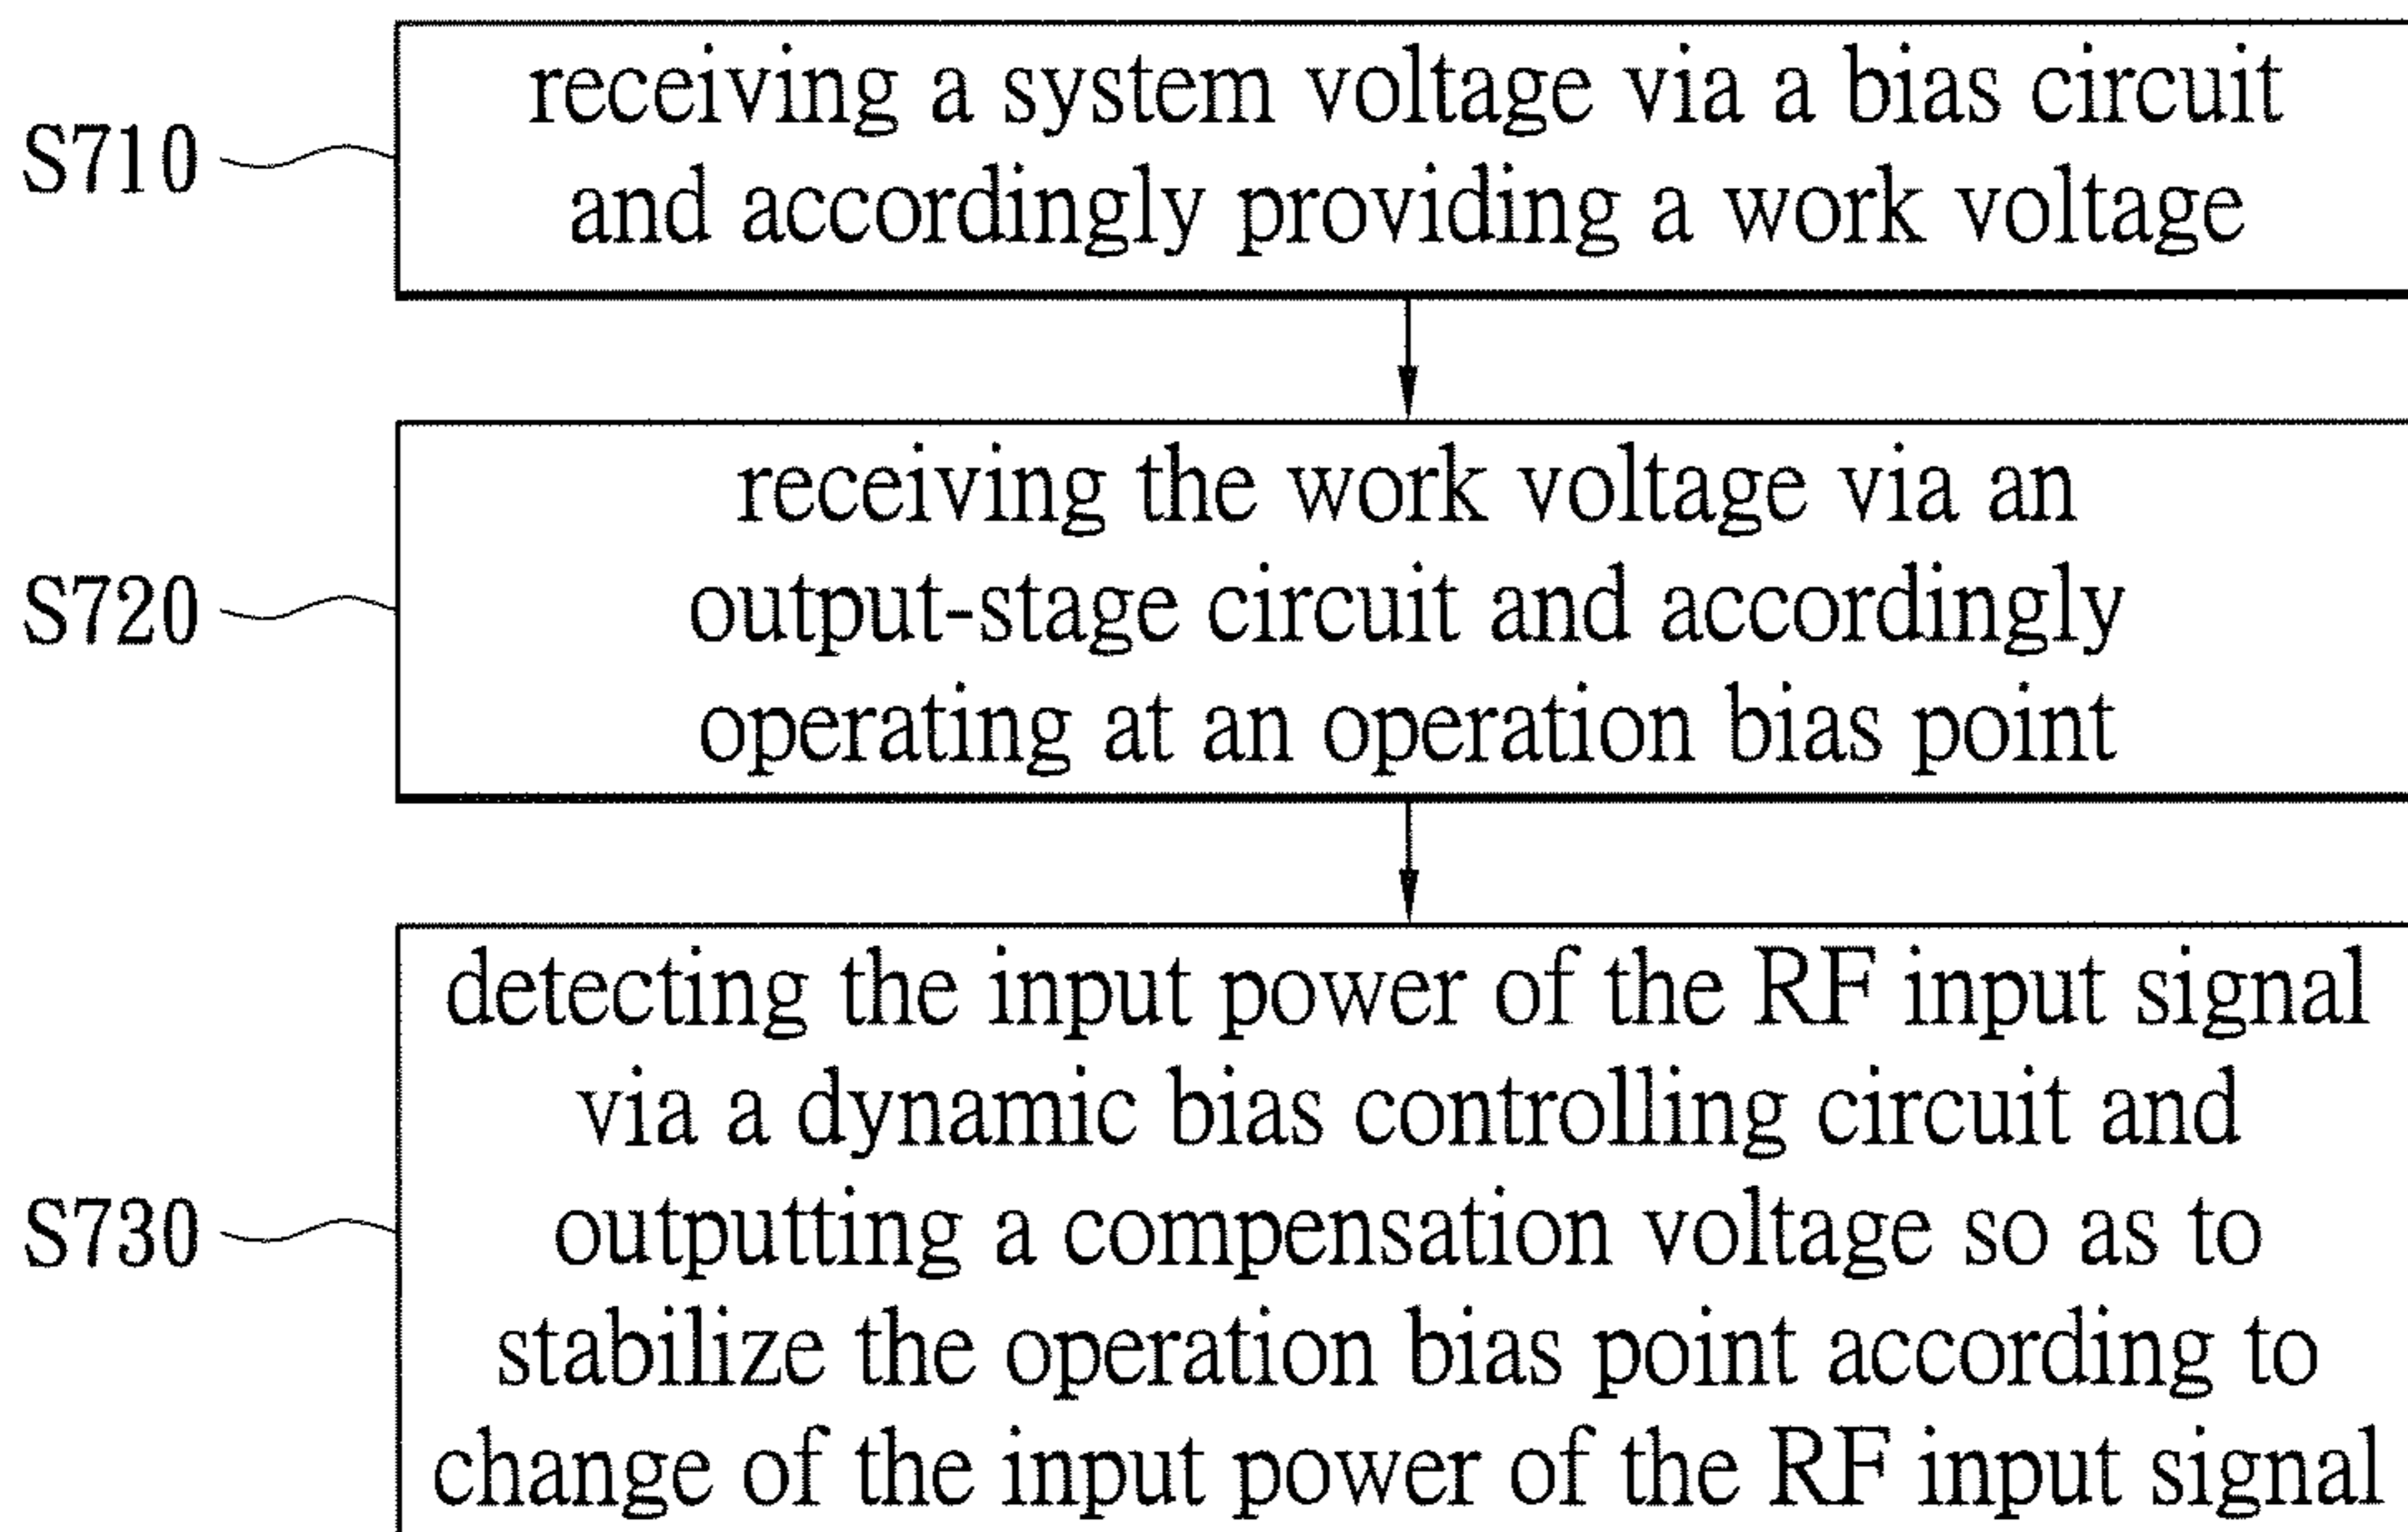 receiving a system voltage via a bias circuit
S710
and accordingly providing a work voltage
receiving the work voltage via an
S720
output-stage circuit and accordingly
operating at an operation bias point
detecting the input power of the RF input signal
via a dynamic bias controlling circuit and
S730
outputting a compensation voltage so as to
stabilize the operation bias point according to
change of the input power of the RF input signal